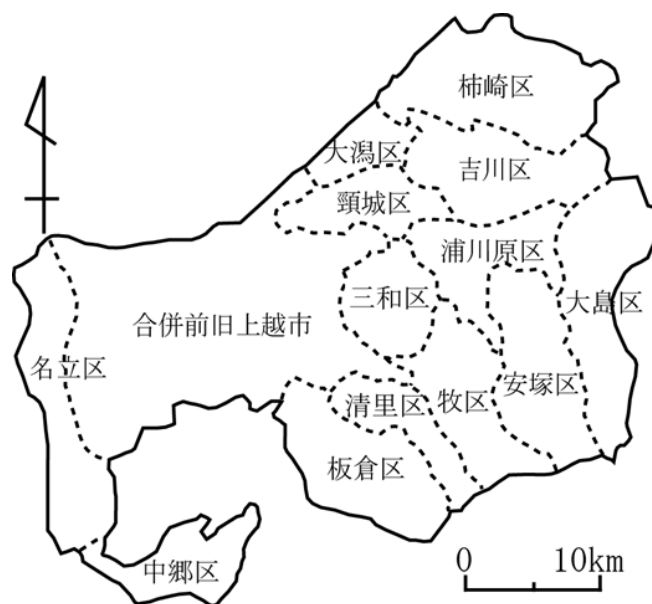 柿崎区
大潟区
吉川区
頸城区
浦川原区
三和区
大島区
合併前旧上越市
名立区
安塚区
清里区
牧区
板倉区
中郷区
0 10km